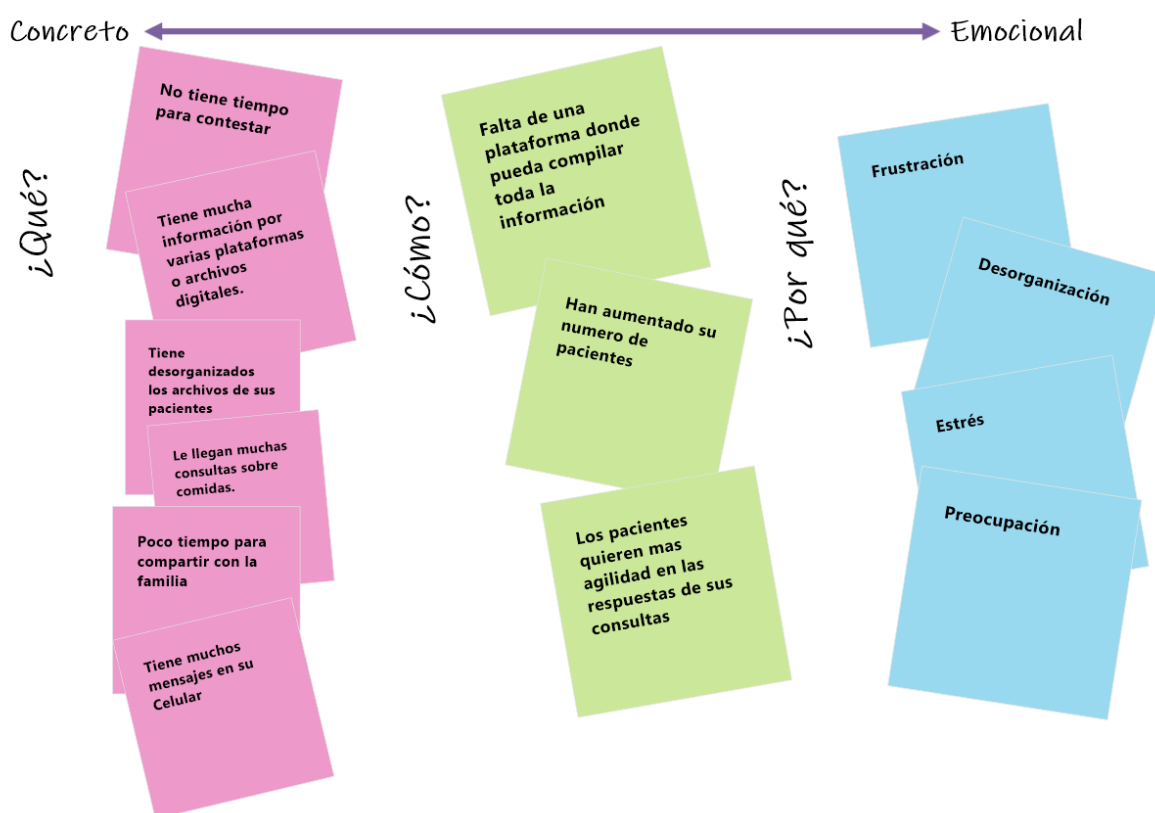 Concreto
Emocional
¿Qué?
No tiene tiempo
para contestar
Tiene mucha
información por
varias plataformas
o archivos
digitales.
Tiene
desorganizados
los archivos de sus
pacientes
Le llegan muchas
consultas sobre
comidas.
Poco tiempo para
compartir con la
familia
Tiene muchos
mensajes en su
Celular
¿Cómo?
Falta de una
plataforma donde
pueda compilar
toda la
información
Han aumentado su
numero de
pacientes
Los pacientes
quieren mas
agilidad en las
respuestas de sus
consultas
¿Por qué?
Frustración
Desorganización
Estrés
Preocupación